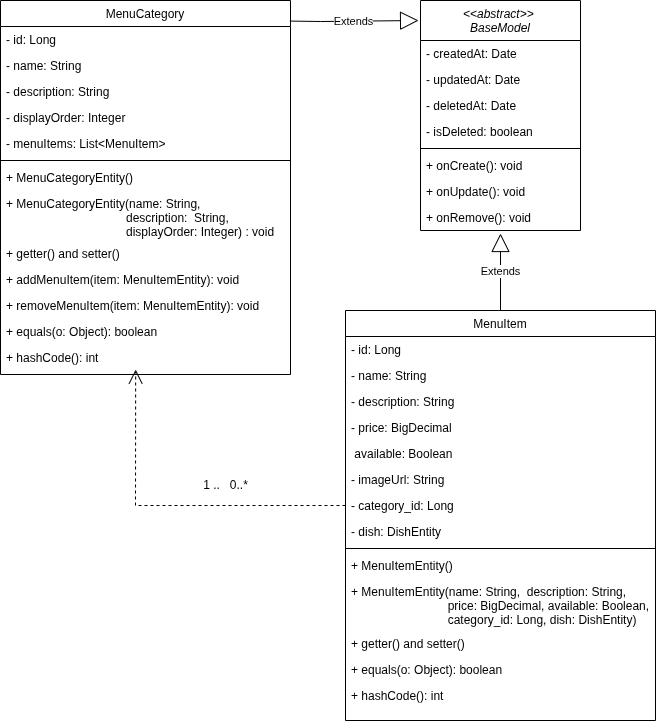 MenuCategory
- id: Long
- name: String
- description: String
- displayOrder: Integer
- menuItems: List<MenuItem>
+ MenuCategoryEntity()
+ MenuCategoryEntity(name: String,
description:  String,
displayOrder: Integer) : void
+ getter() and setter()
+ addMenuItem(item: MenuItemEntity): void
+ removeMenuItem(item: MenuItemEntity): void
+ equals(o: Object): boolean
+ hashCode(): int
Extends
<<abstract>>
BaseModel
- createdAt: Date
- updatedAt: Date
- deletedAt: Date
- isDeleted: boolean
+ onCreate(): void
+ onUpdate(): void
+ onRemove(): void
Extends
1 ..   0..*
MenuItem
- id: Long
- name: String
- description: String
- price: BigDecimal
available: Boolean
- imageUrl: String
- category_id: Long
- dish: DishEntity
+ MenuItemEntity()
+ MenuItemEntity(name: String,  description: String,
price: BigDecimal, available: Boolean,
category_id: Long, dish: DishEntity)
+ getter() and setter()
+ equals(o: Object): boolean
+ hashCode(): int